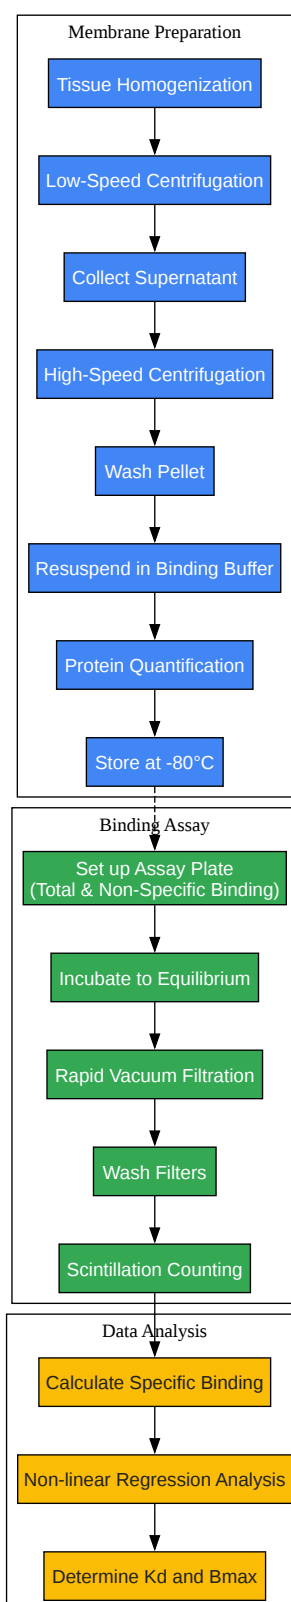 Membrane Preparation
Tissue Homogenization
Low-Speed Centrifugation
Collect Supernatant
High-Speed Centrifugation
Wash Pellet
Resuspend in Binding Buffer
Protein Quantification
Store at -80°C
Binding Assay
Set up Assay Plate
(Total & Non-Specific Binding)
Incubate to Equilibrium
Rapid Vacuum Filtration
Wash Filters
Scintillation Counting
Data Analysis
Calculate Specific Binding
Non-linear Regression Analysis
Determine Kd and Bmax